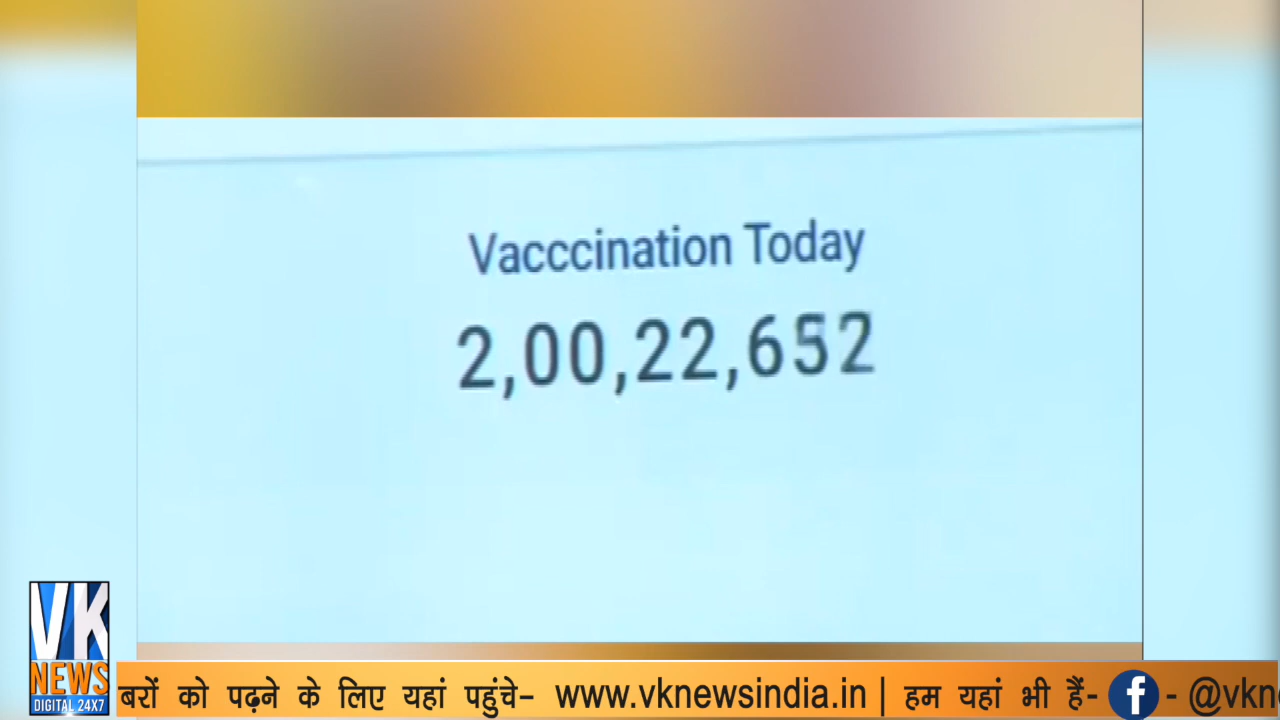 Vacccination Today
2,00,22,652
VK
NEWS
DIGITAL 24X7
बरों को पढ़ने के लिए यहां पहुंचे- www.vknewsindia.in | हम यहां भी हैं- f - @vkn